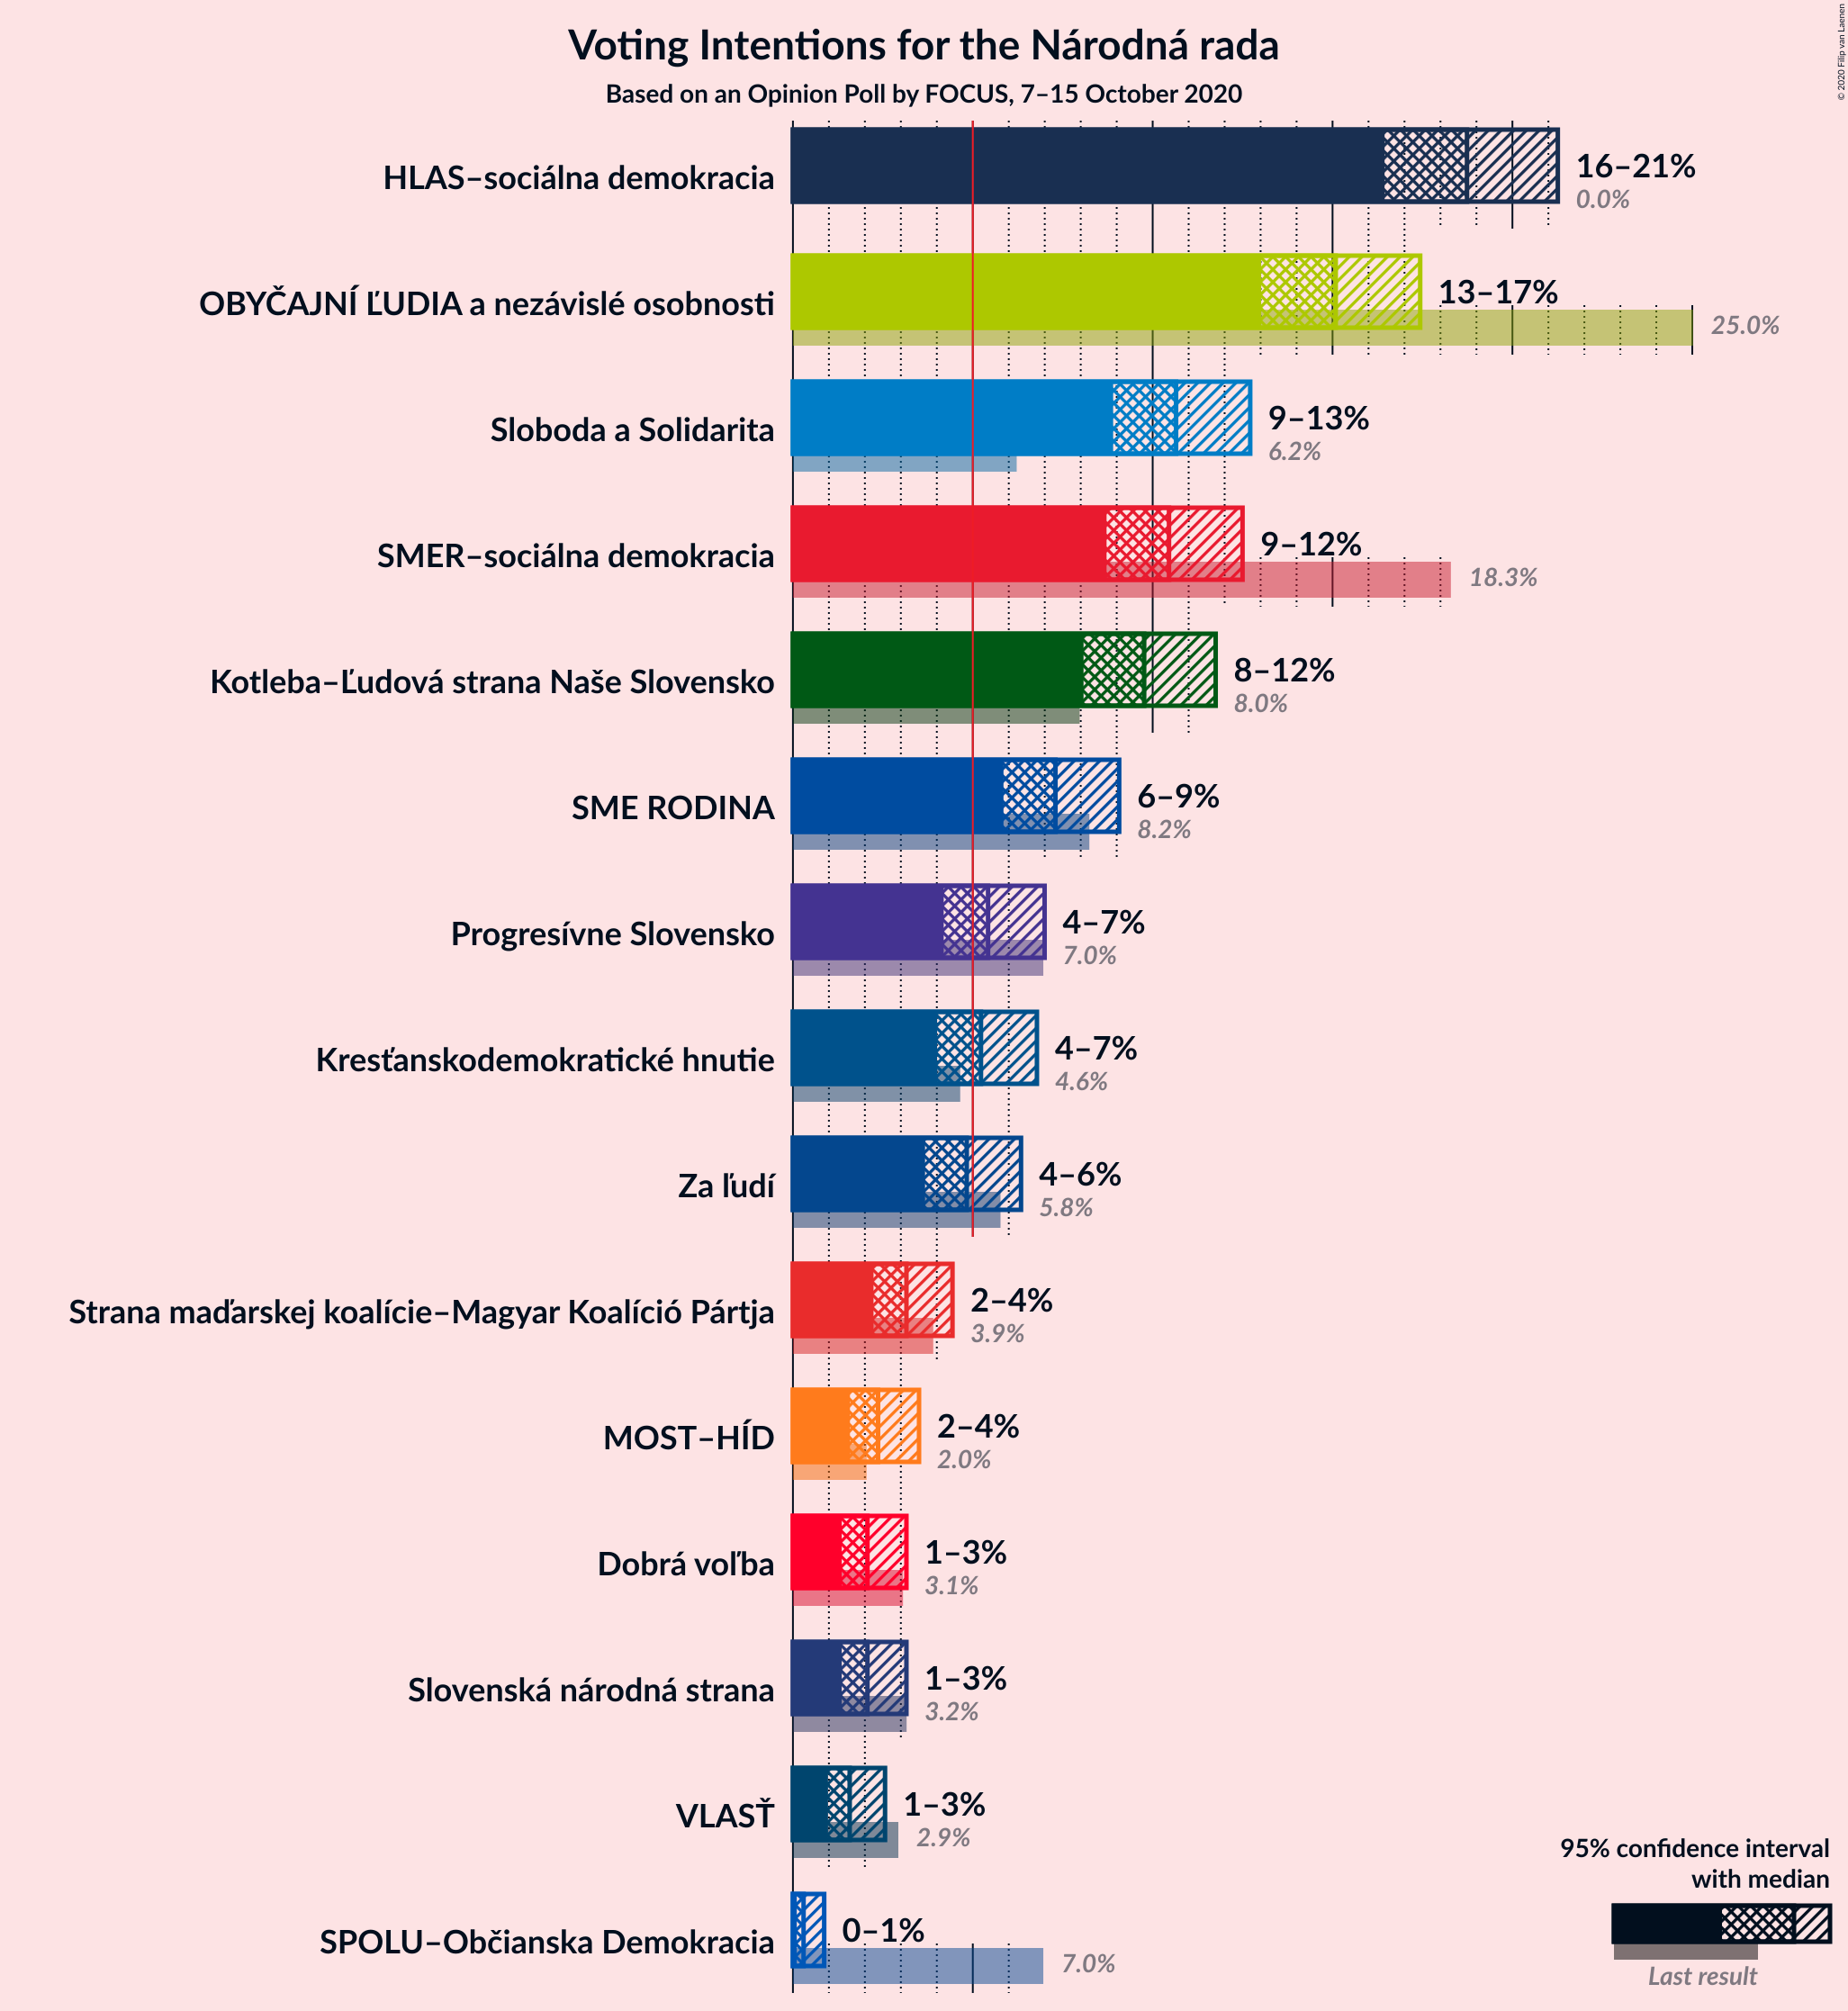 Voting Intentions for the Národná rada
Based on an Opinion Poll by FOCUS, 7–15 October 2020
© 2020 Filip van Laenen
HLAS–sociálna demokracia
16–21%
0.0%
OBYČAJNÍ ĽUDIA a nezávislé osobnosti
13–17%
25.0%
Sloboda a Solidarita
9–13%
6.2%
SMER–sociálna demokracia
9–12%
18.3%
Kotleba–Ľudová strana Naše Slovensko
8–12%
8.0%
SME RODINA
6–9%
8.2%
Progresívne Slovensko
4–7%
7.0%
Kresťanskodemokratické hnutie
4–7%
4.6%
Za ľudí
4–6%
5.8%
Strana maďarskej koalície–Magyar Koalíció Pártja
2–4%
3.9%
MOST–HÍD
2–4%
2.0%
Dobrá voľba
1–3%
3.1%
Slovenská národná strana
1–3%
3.2%
VLASŤ
1–3%
2.9%
SPOLU–Občianska Demokracia
0–1%
7.0%
95% confidence interval
with median
Last result